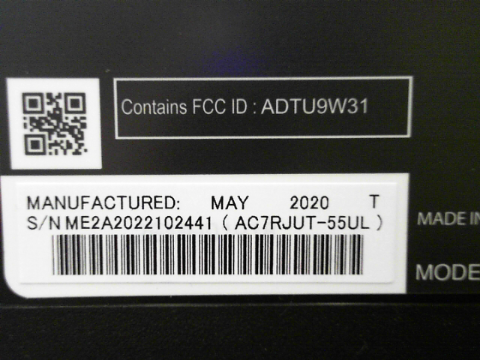 Contains FCC ID : ADTU9W31
MANUFACTURED: MAY 2020 T
S/N ME2A2022102441 ( AC7RJUT-55UL )
MADE IN
MODE